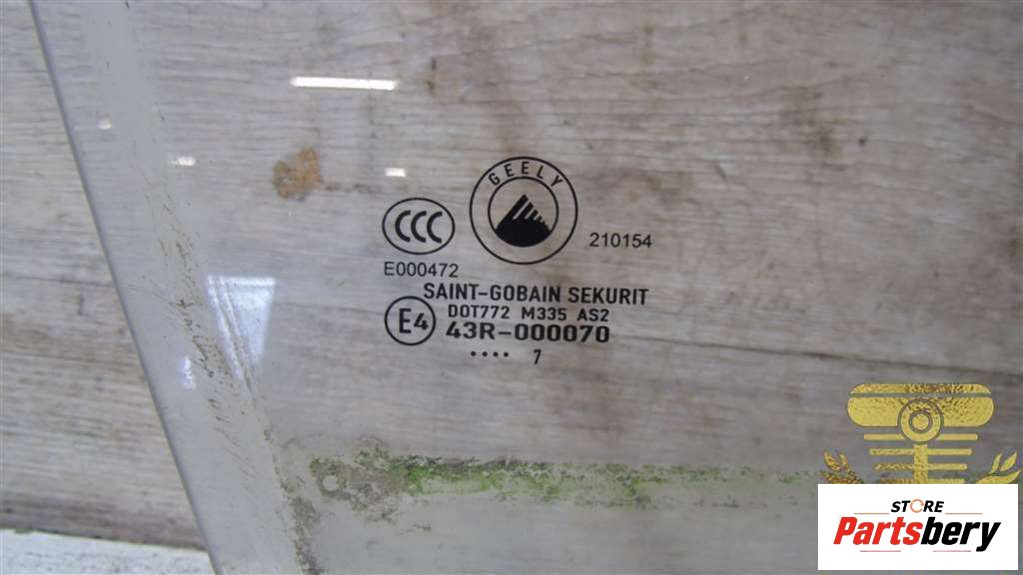 GEELY
CCC
210154
E000472
SAINT-GOBAIN SEKURIT
DOT772 M335 AS2
E4
43R-000070
•••• 7
STORE
Partsbery